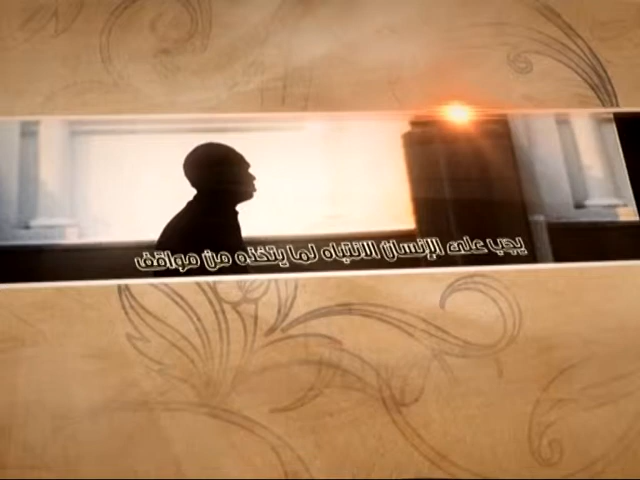 يجب على الإنسان الانتباه لما يتخذه من مواقف